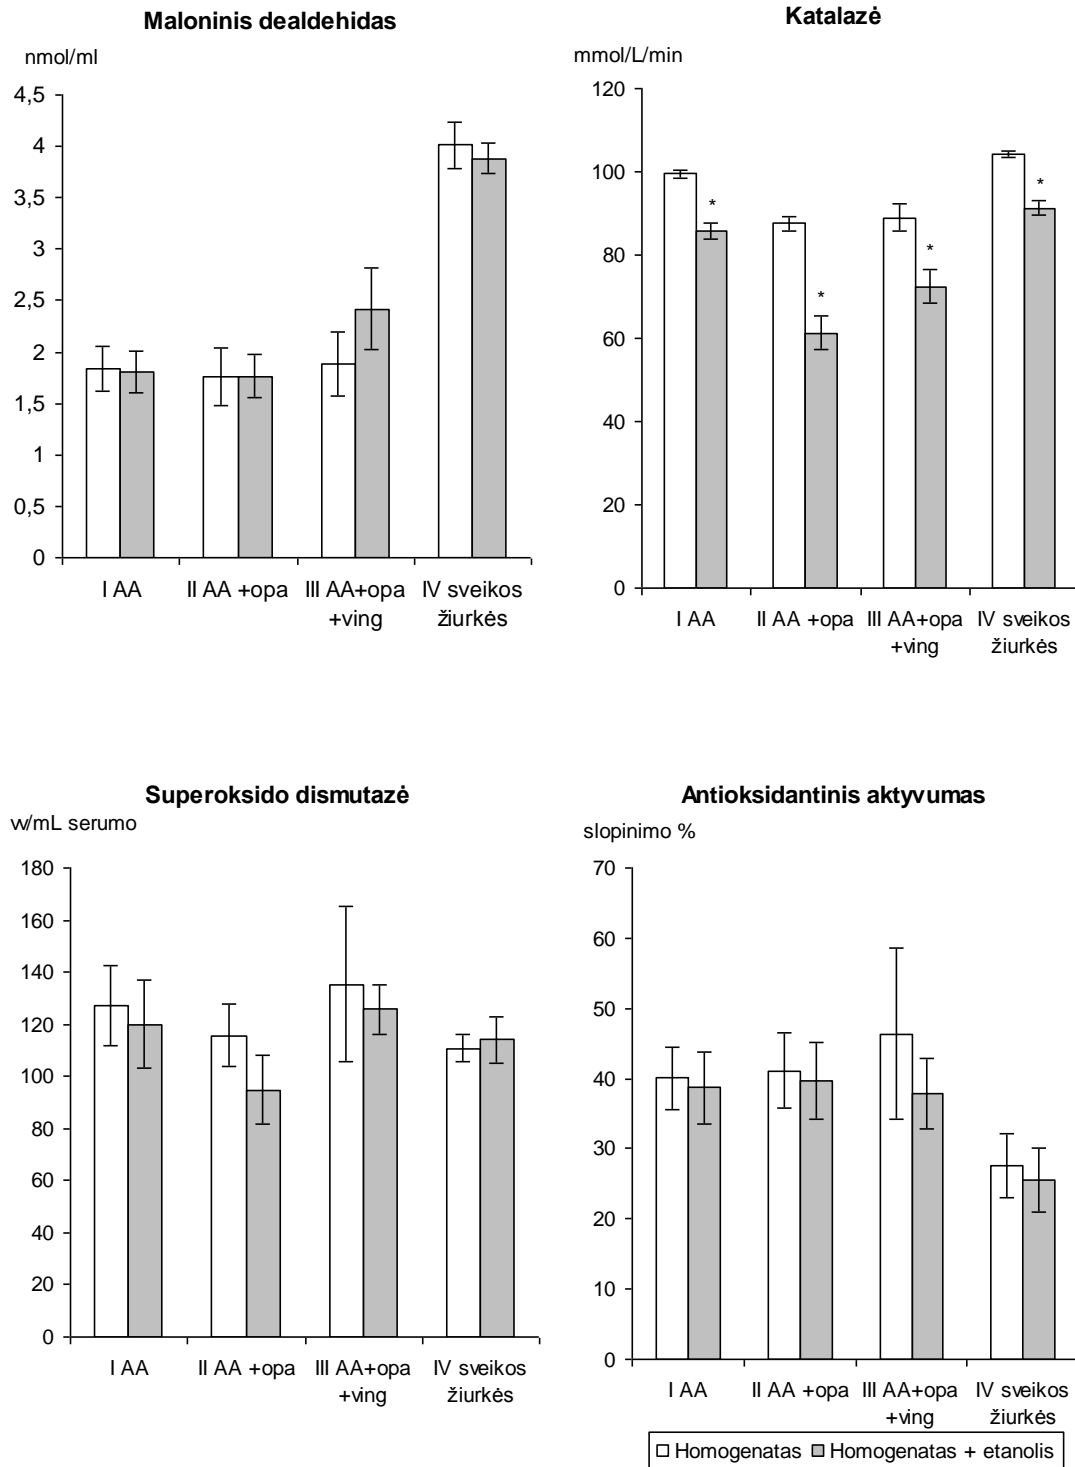 Maloninis dealdehidas
nmol/ml
4,5
4
3,5
3
2,5
2
1,5
1
0,5
0
I AA
II AA +opa
III AA+opa
+ving
IV sveikos
žiurkės
Katalazė
mmol/L/min
120
100
80
60
40
20
0
*
*
*
*
I AA
II AA +opa
III AA+opa
+ving
IV sveikos
žiurkės
Superoksido dismutazė
vv/mL serumo
180
160
140
120
100
80
60
40
20
0
I AA
II AA +opa
III AA+opa
+ving
IV sveikos
žiurkės
Antioksidantinis aktyvumas
slopinimo %
70
60
50
40
30
20
10
0
I AA
II AA +opa
III AA+opa
+ving
IV sveikos
žiurkės
Homogenatas
Homogenatas + etanolis